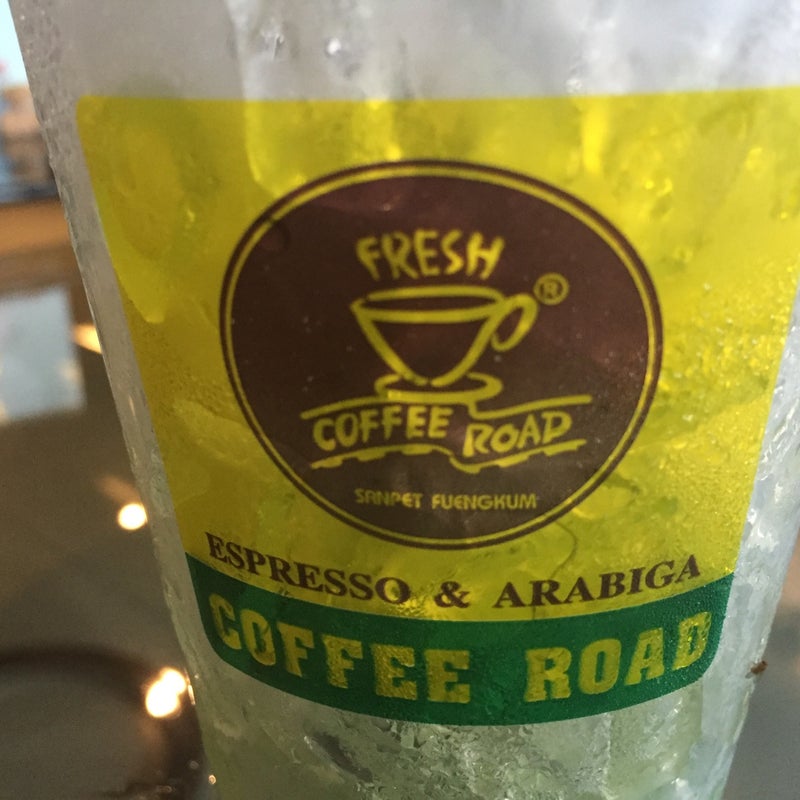 FRESH
®
COFFEE ROAD
SANPET FUENGKUM
ESPRESSO & ARABIGA
COFFEE ROAD